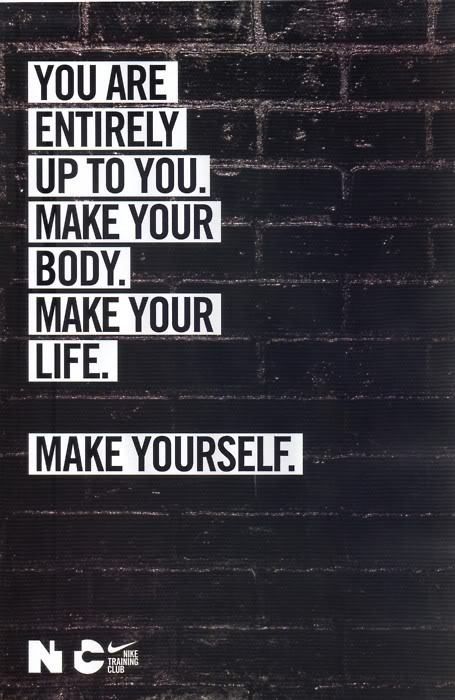 YOU ARE
ENTIRELY
UP TO YOU.
MAKE YOUR
BODY.
MAKE YOUR
LIFE.
MAKE YOURSELF.
N C
NIKE
TRAINING
CLUB